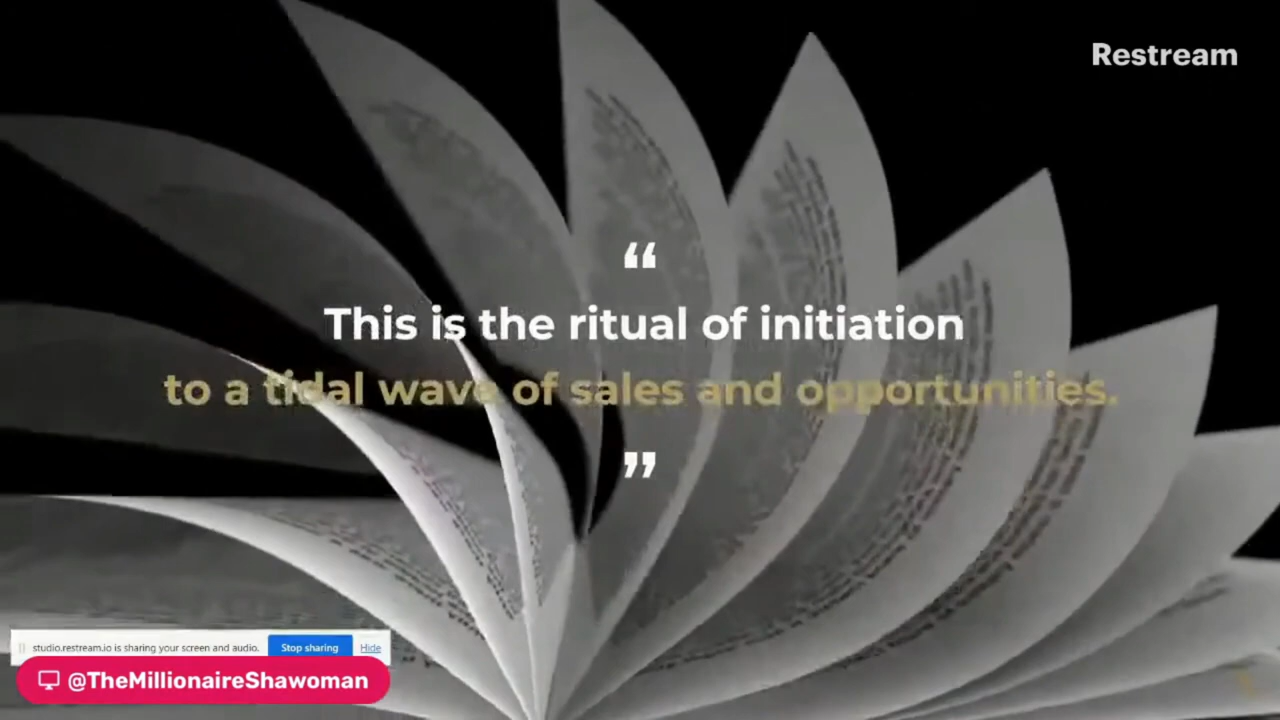 Restream
“
This is the ritual of initiation
to a tidal wave of sales and opportunities.
”
studio.restream.io is sharing your screen and audio. Stop sharing Hide
@TheMillionaireShawoman